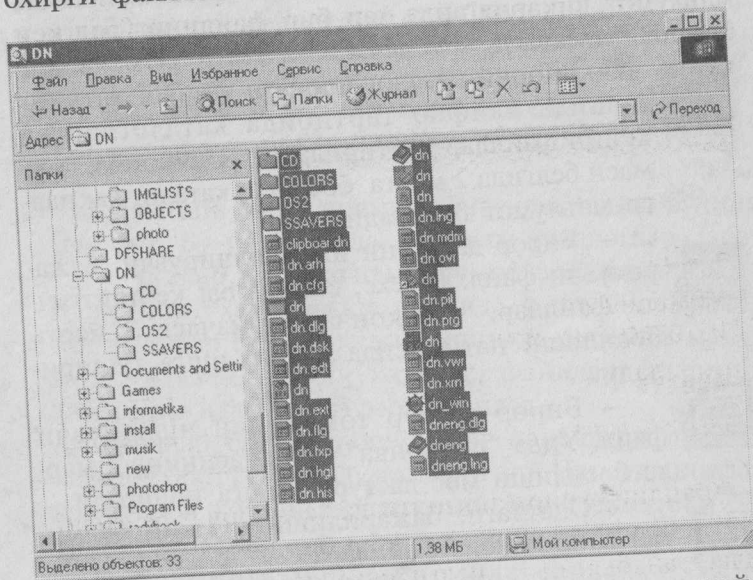 охирги
DN
Файл Правка Вид Избранное Сервис Справка
Назад Поиск Папки Журнал
Адрес DN Переход
Папки
IMGLISTS
OBJECTS
photo
DFSHARE
DN
CD
COLORS
OS2
SSAVERS
Documents and Settin
Games
informatika
install
musik
new
photoshop
Program Files
CD
COLORS
OS2
SSAVERS
clipboar.dn
dn.arh
dn.cfg
dn
dn.dlg
dn.dsk
dn.edt
dn
dn.ext
dn.flg
dn.fxp
dn.hgl
dn.his
dn
dn
dn
dn.lng
dn.mdm
dn.ovr
dn
dn.pil
dn.prg
dn
dn.vwr
dn.xrn
dn_win
dneng.dlg
dneng
dneng.lng
Выделено объектов: 33 1,38 МБ Мой компьютер